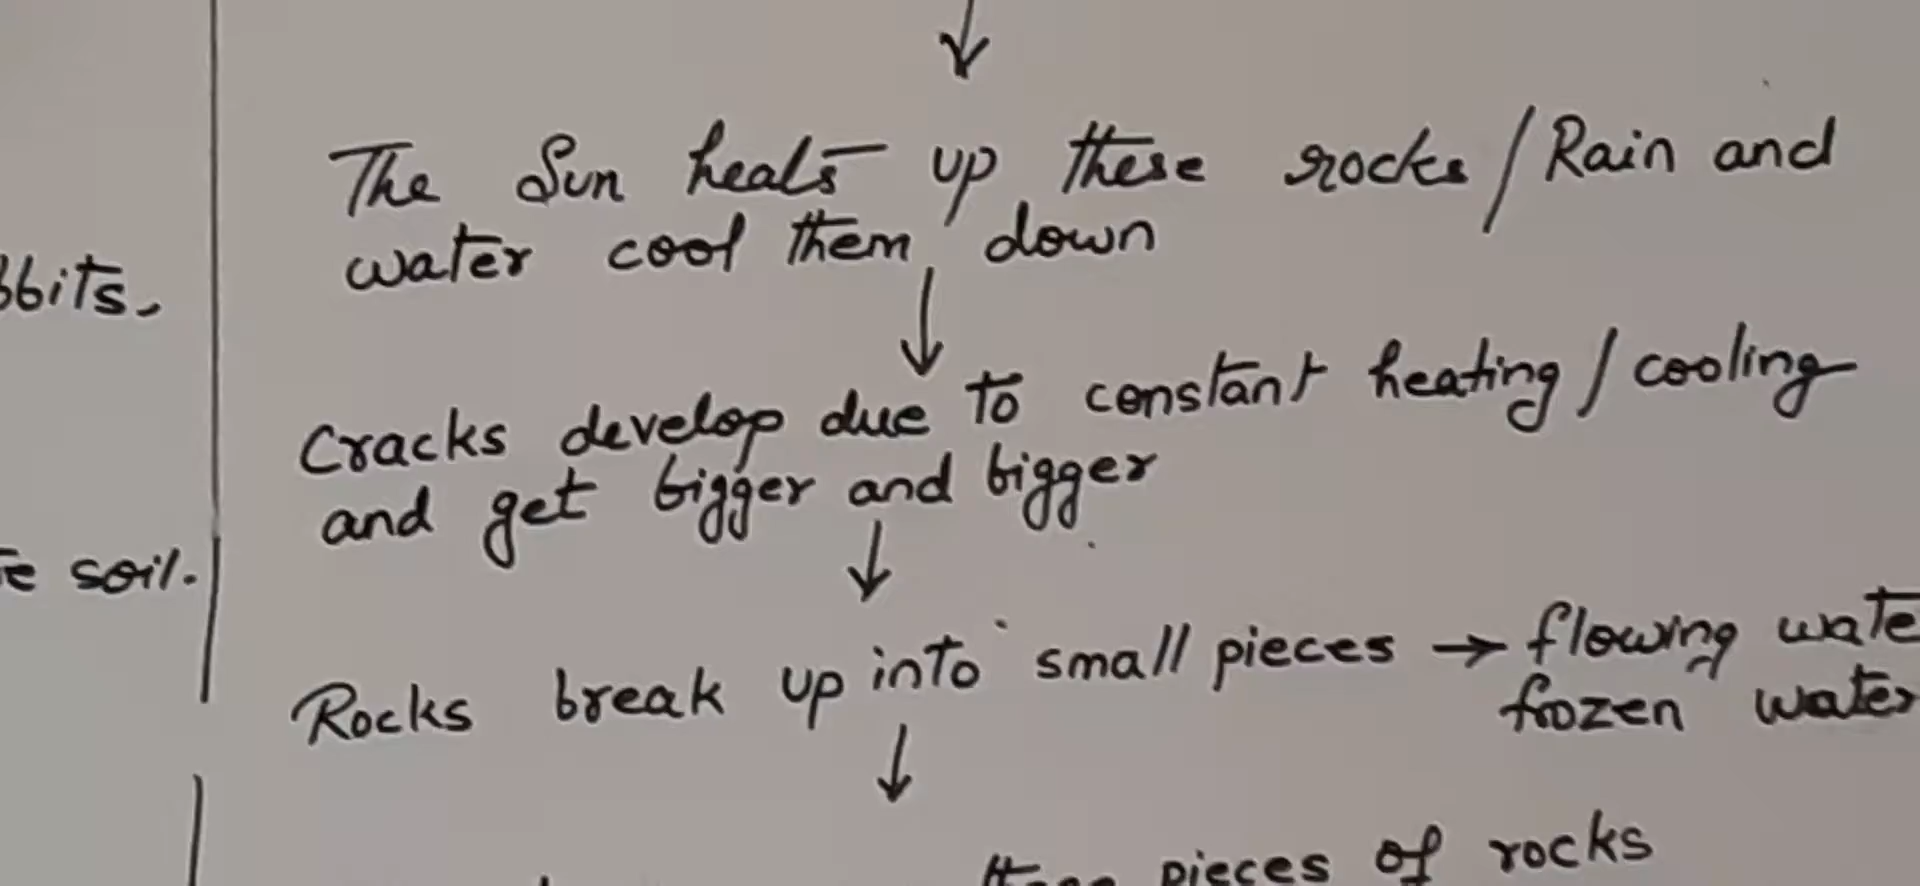 The Sun heats up these rocks / Rain and
water cool them down
bbits,
Cracks develop due to constant heating / cooling
and get bigger and bigger
soil.
Rocks break up into small pieces → flowing wate
frozen water
pieces of rocks